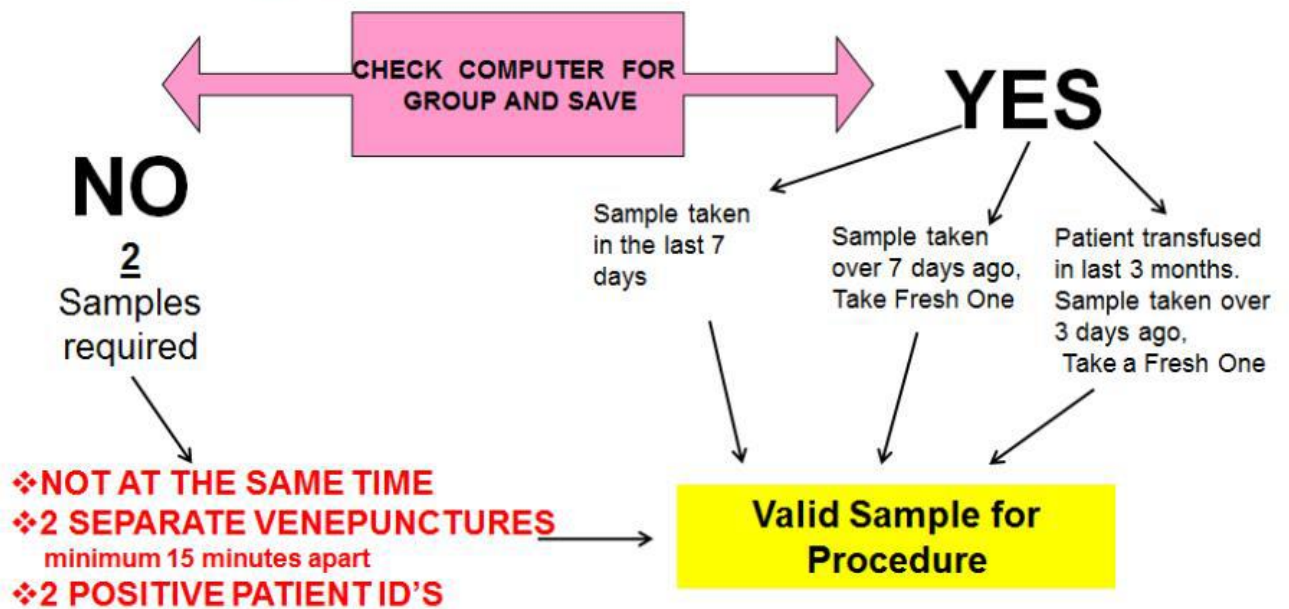 CHECK COMPUTER FOR
GROUP AND SAVE
NO
2
Samples
required
YES
Sample taken
in the last 7
days
Sample taken
over 7 days ago,
Take Fresh One
Patient transfused
in last 3 months.
Sample taken over
3 days ago,
Take a Fresh One
❖NOT AT THE SAME TIME
❖2 SEPARATE VENEPUNCTURES
minimum 15 minutes apart
❖2 POSITIVE PATIENT ID'S
Valid Sample for
Procedure